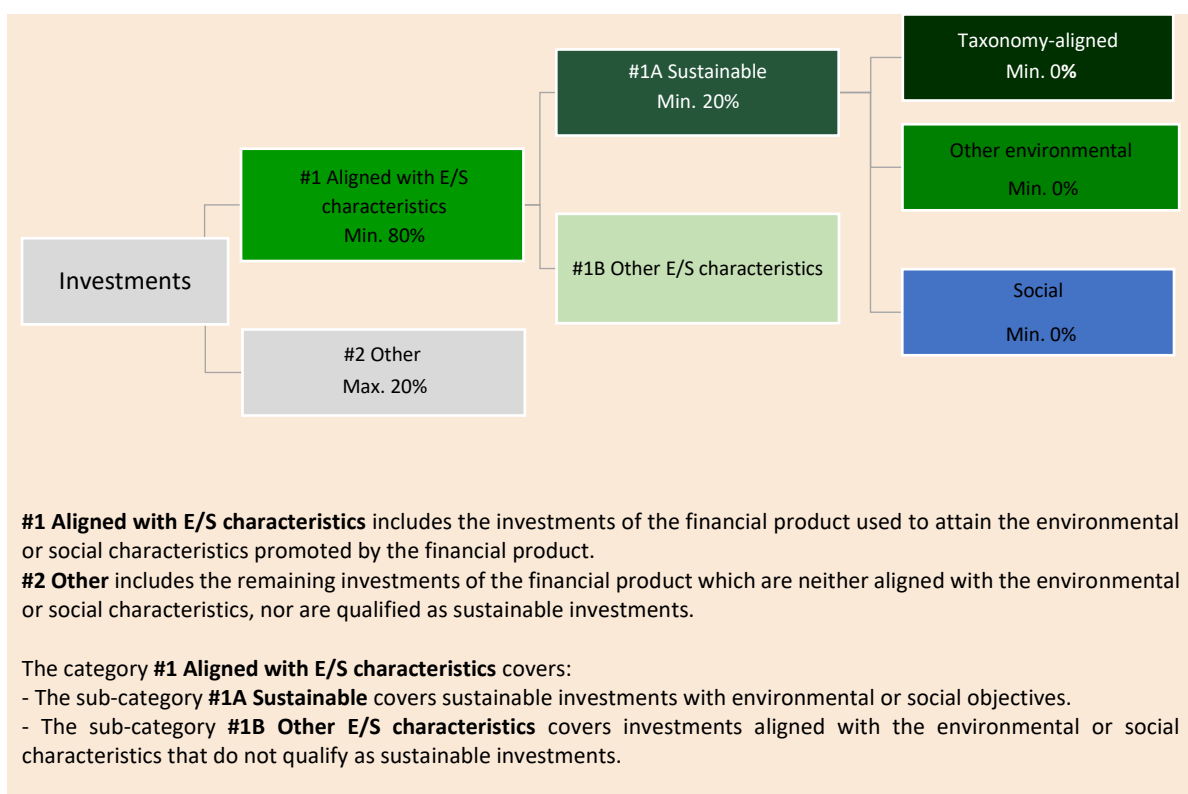 Taxonomy-aligned
Min. 0%
#1A Sustainable
Min. 20%
Other environmental
Min. 0%
#1 Aligned with E/S
characteristics
Min. 80%
#1B Other E/S characteristics
Investments
Social
Min. 0%
#2 Other
Max. 20%
#1 Aligned with E/S characteristics includes the investments of the financial product used to attain the environmental
or social characteristics promoted by the financial product.
#2 Other includes the remaining investments of the financial product which are neither aligned with the environmental
or social characteristics, nor are qualified as sustainable investments.
The category #1 Aligned with E/S characteristics covers:
- The sub-category #1A Sustainable covers sustainable investments with environmental or social objectives.
- The sub-category #1B Other E/S characteristics covers investments aligned with the environmental or social
characteristics that do not qualify as sustainable investments.